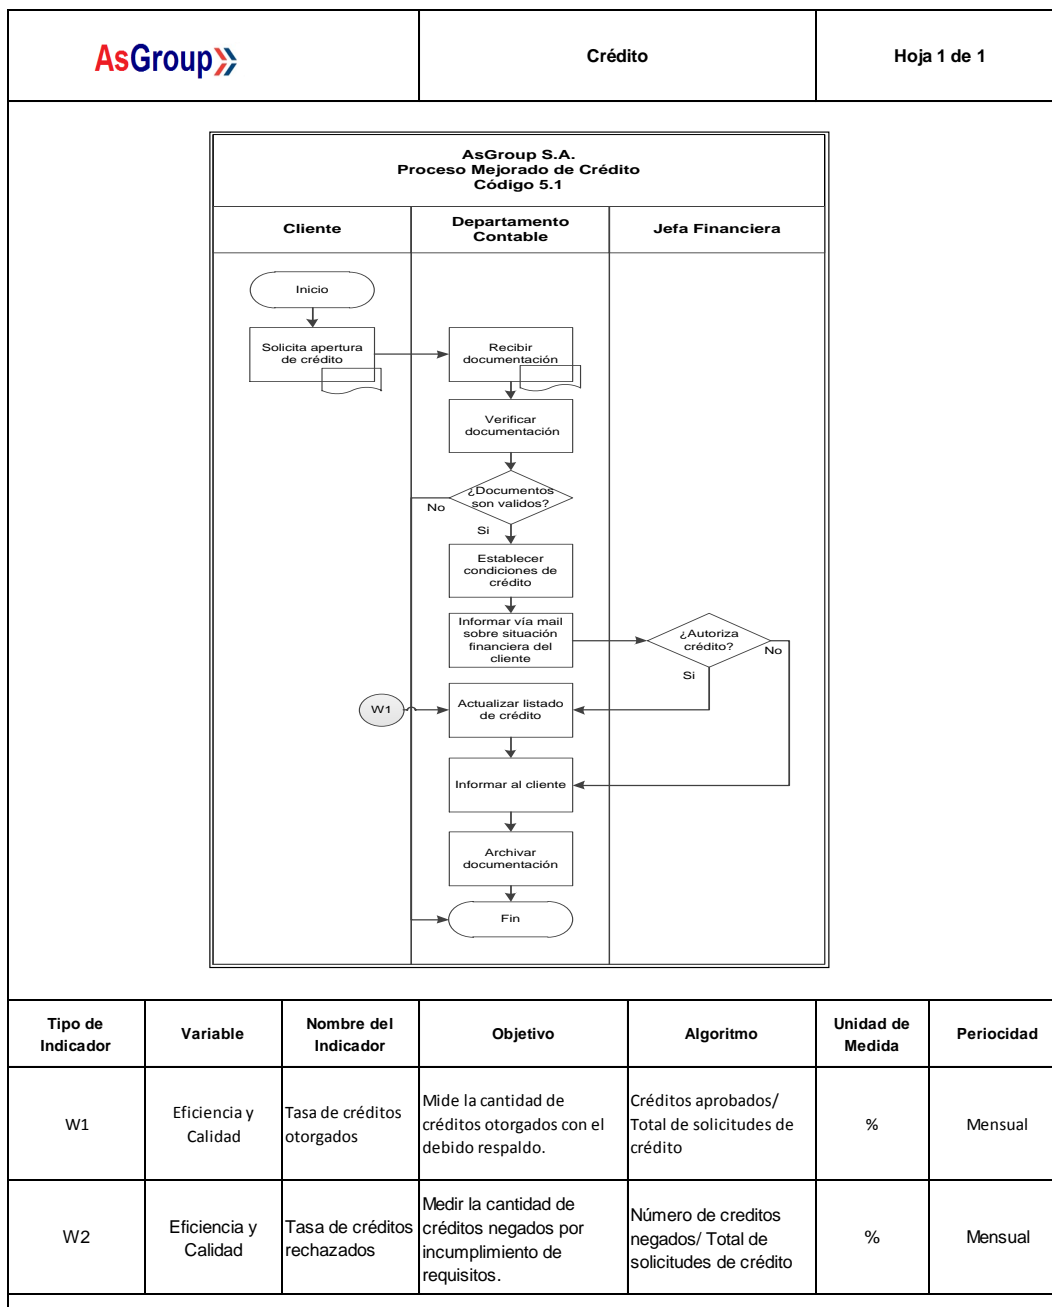 AsGroup
Crédito
Hoja 1 de 1
AsGroup S.A.
Proceso Mejorado de Crédito
Código 5.1
Cliente
Departamento
Contable
Jefa Financiera
Inicio
Solicita apertura
de crédito
Recibir
documentación
Verificar
documentación
¿Documentos
son validos?
No
Si
Establecer
condiciones de
crédito
Informar vía mail
sobre situación
financiera del
cliente
¿Autoriza
crédito?
No
Si
W1
Actualizar listado
de crédito
Informar al cliente
Archivar
documentación
Fin
Tipo de
Indicador
Variable
Nombre del
Indicador
Objetivo
Algoritmo
Unidad de
Medida
Periocidad
W1
Eficiencia y
Calidad
Tasa de créditos
otorgados
Mide la cantidad de
créditos otorgados con el
debido respaldo.
Créditos aprobados/
Total de solicitudes de
crédito
%
Mensual
W2
Eficiencia y
Calidad
Tasa de créditos
rechazados
Medir la cantidad de
créditos negados por
incumplimiento de
requisitos.
Número de creditos
negados/ Total de
solicitudes de crédito
%
Mensual